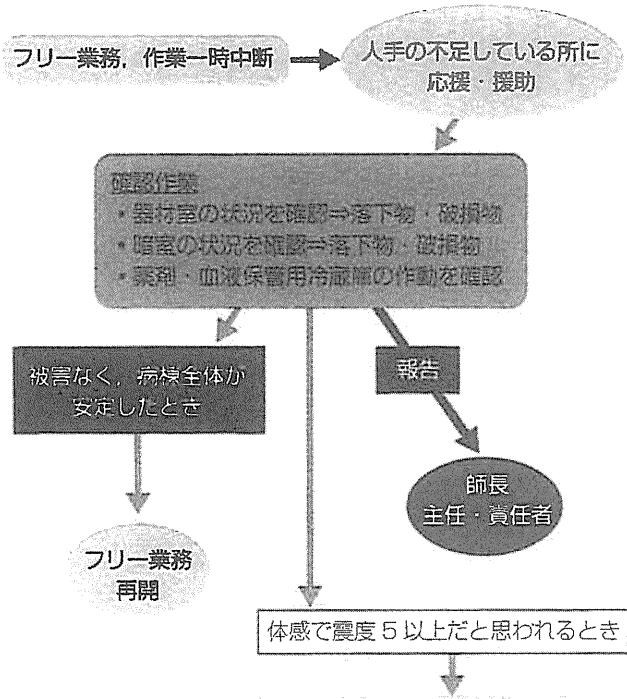 フリー業務，作業一時中断
人手の不足している所に
応援・援助
確認作業
・器材室の状況を確認⇒落下物・破損物
・暗室の状況を確認⇒落下物・破損物
・薬剤・血液保管用冷蔵庫の作動を確認
被害なく，病棟全体が
安定したとき
報告
師長
主任・責任者
フリー業務
再開
体感で震度５以上だと思われるとき